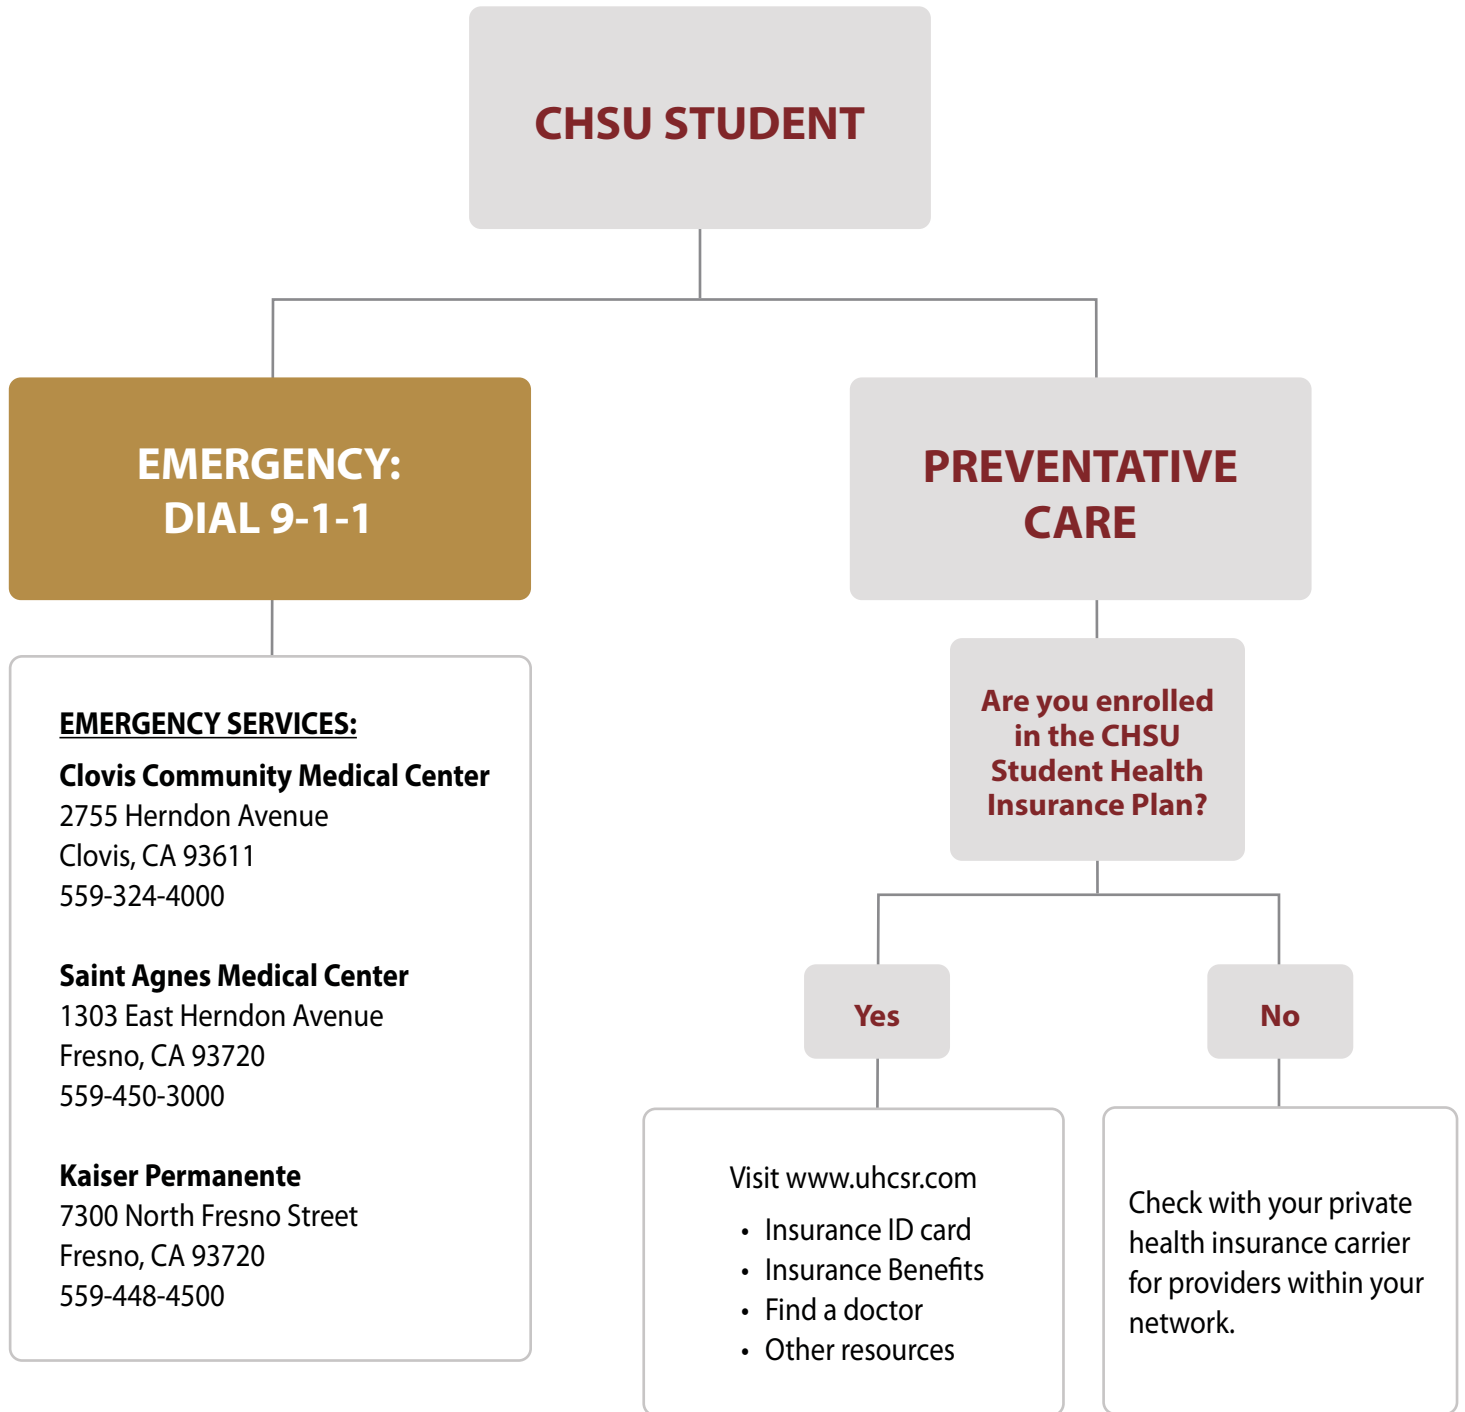 CHSU STUDENT
EMERGENCY:
DIAL 9-1-1
EMERGENCY SERVICES:
Clovis Community Medical Center
2755 Herndon Avenue
Clovis, CA 93611
559-324-4000
Saint Agnes Medical Center
1303 East Herndon Avenue
Fresno, CA 93720
559-450-3000
Kaiser Permanente
7300 North Fresno Street
Fresno, CA 93720
559-448-4500
PREVENTATIVE
CARE
Are you enrolled
in the CHSU
Student Health
Insurance Plan?
Yes
Visit www.uhcsr.com
• Insurance ID card
• Insurance Benefits
• Find a doctor
• Other resources
No
Check with your private
health insurance carrier
for providers within your
network.